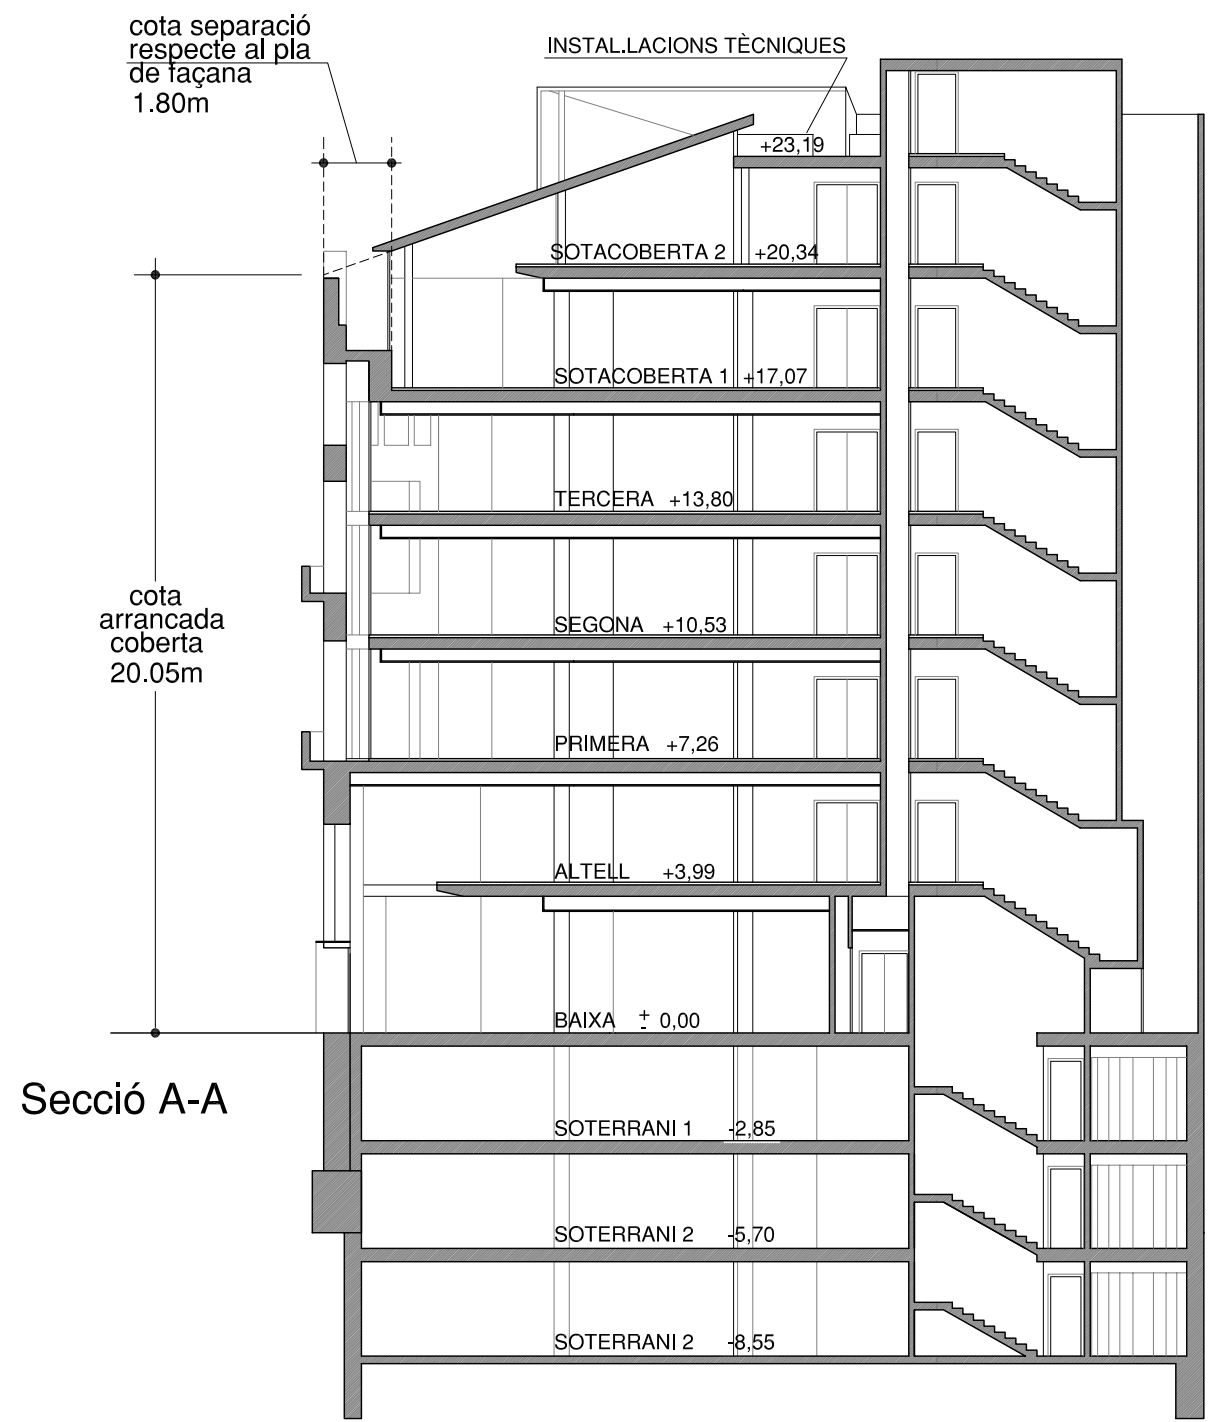 cota separació
respecte al pla
de façana
1.80m
INSTAL.LACIONS TÈCNIQUES
+23,19
SOTACOBERTA 2 +20,34
SOTACOBERTA 1 +17,07
TERCERA +13,80
cota
arrancada
coberta
20.05m
SEGONA +10,53
PRIMERA +7,26
ALTELL +3,99
BAIXA ± 0,00
Secció A-A
SOTERRANI 1 -2,85
SOTERRANI 2 -5,70
SOTERRANI 2 -8,55